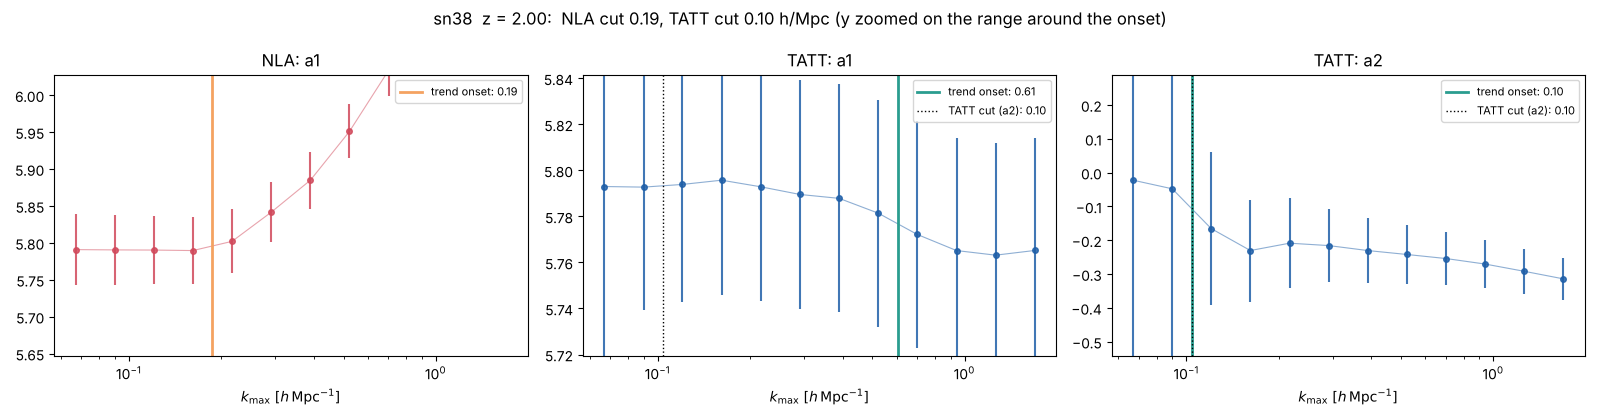 sn38  z = 2.00:  NLA cut 0.19, TATT cut 0.10 h/Mpc (y zoomed on the range around the onset)
NLA: a1
trend onset: 0.19
6.00
5.95
5.90
5.85
5.80
5.75
5.70
5.65
10⁻¹
10⁰
k_max [h Mpc⁻¹]
TATT: a1
trend onset: 0.61
TATT cut (a2): 0.10
5.84
5.82
5.80
5.78
5.76
5.74
5.72
10⁻¹
10⁰
k_max [h Mpc⁻¹]
TATT: a2
trend onset: 0.10
TATT cut (a2): 0.10
0.2
0.1
0.0
−0.1
−0.2
−0.3
−0.4
−0.5
10⁻¹
10⁰
k_max [h Mpc⁻¹]